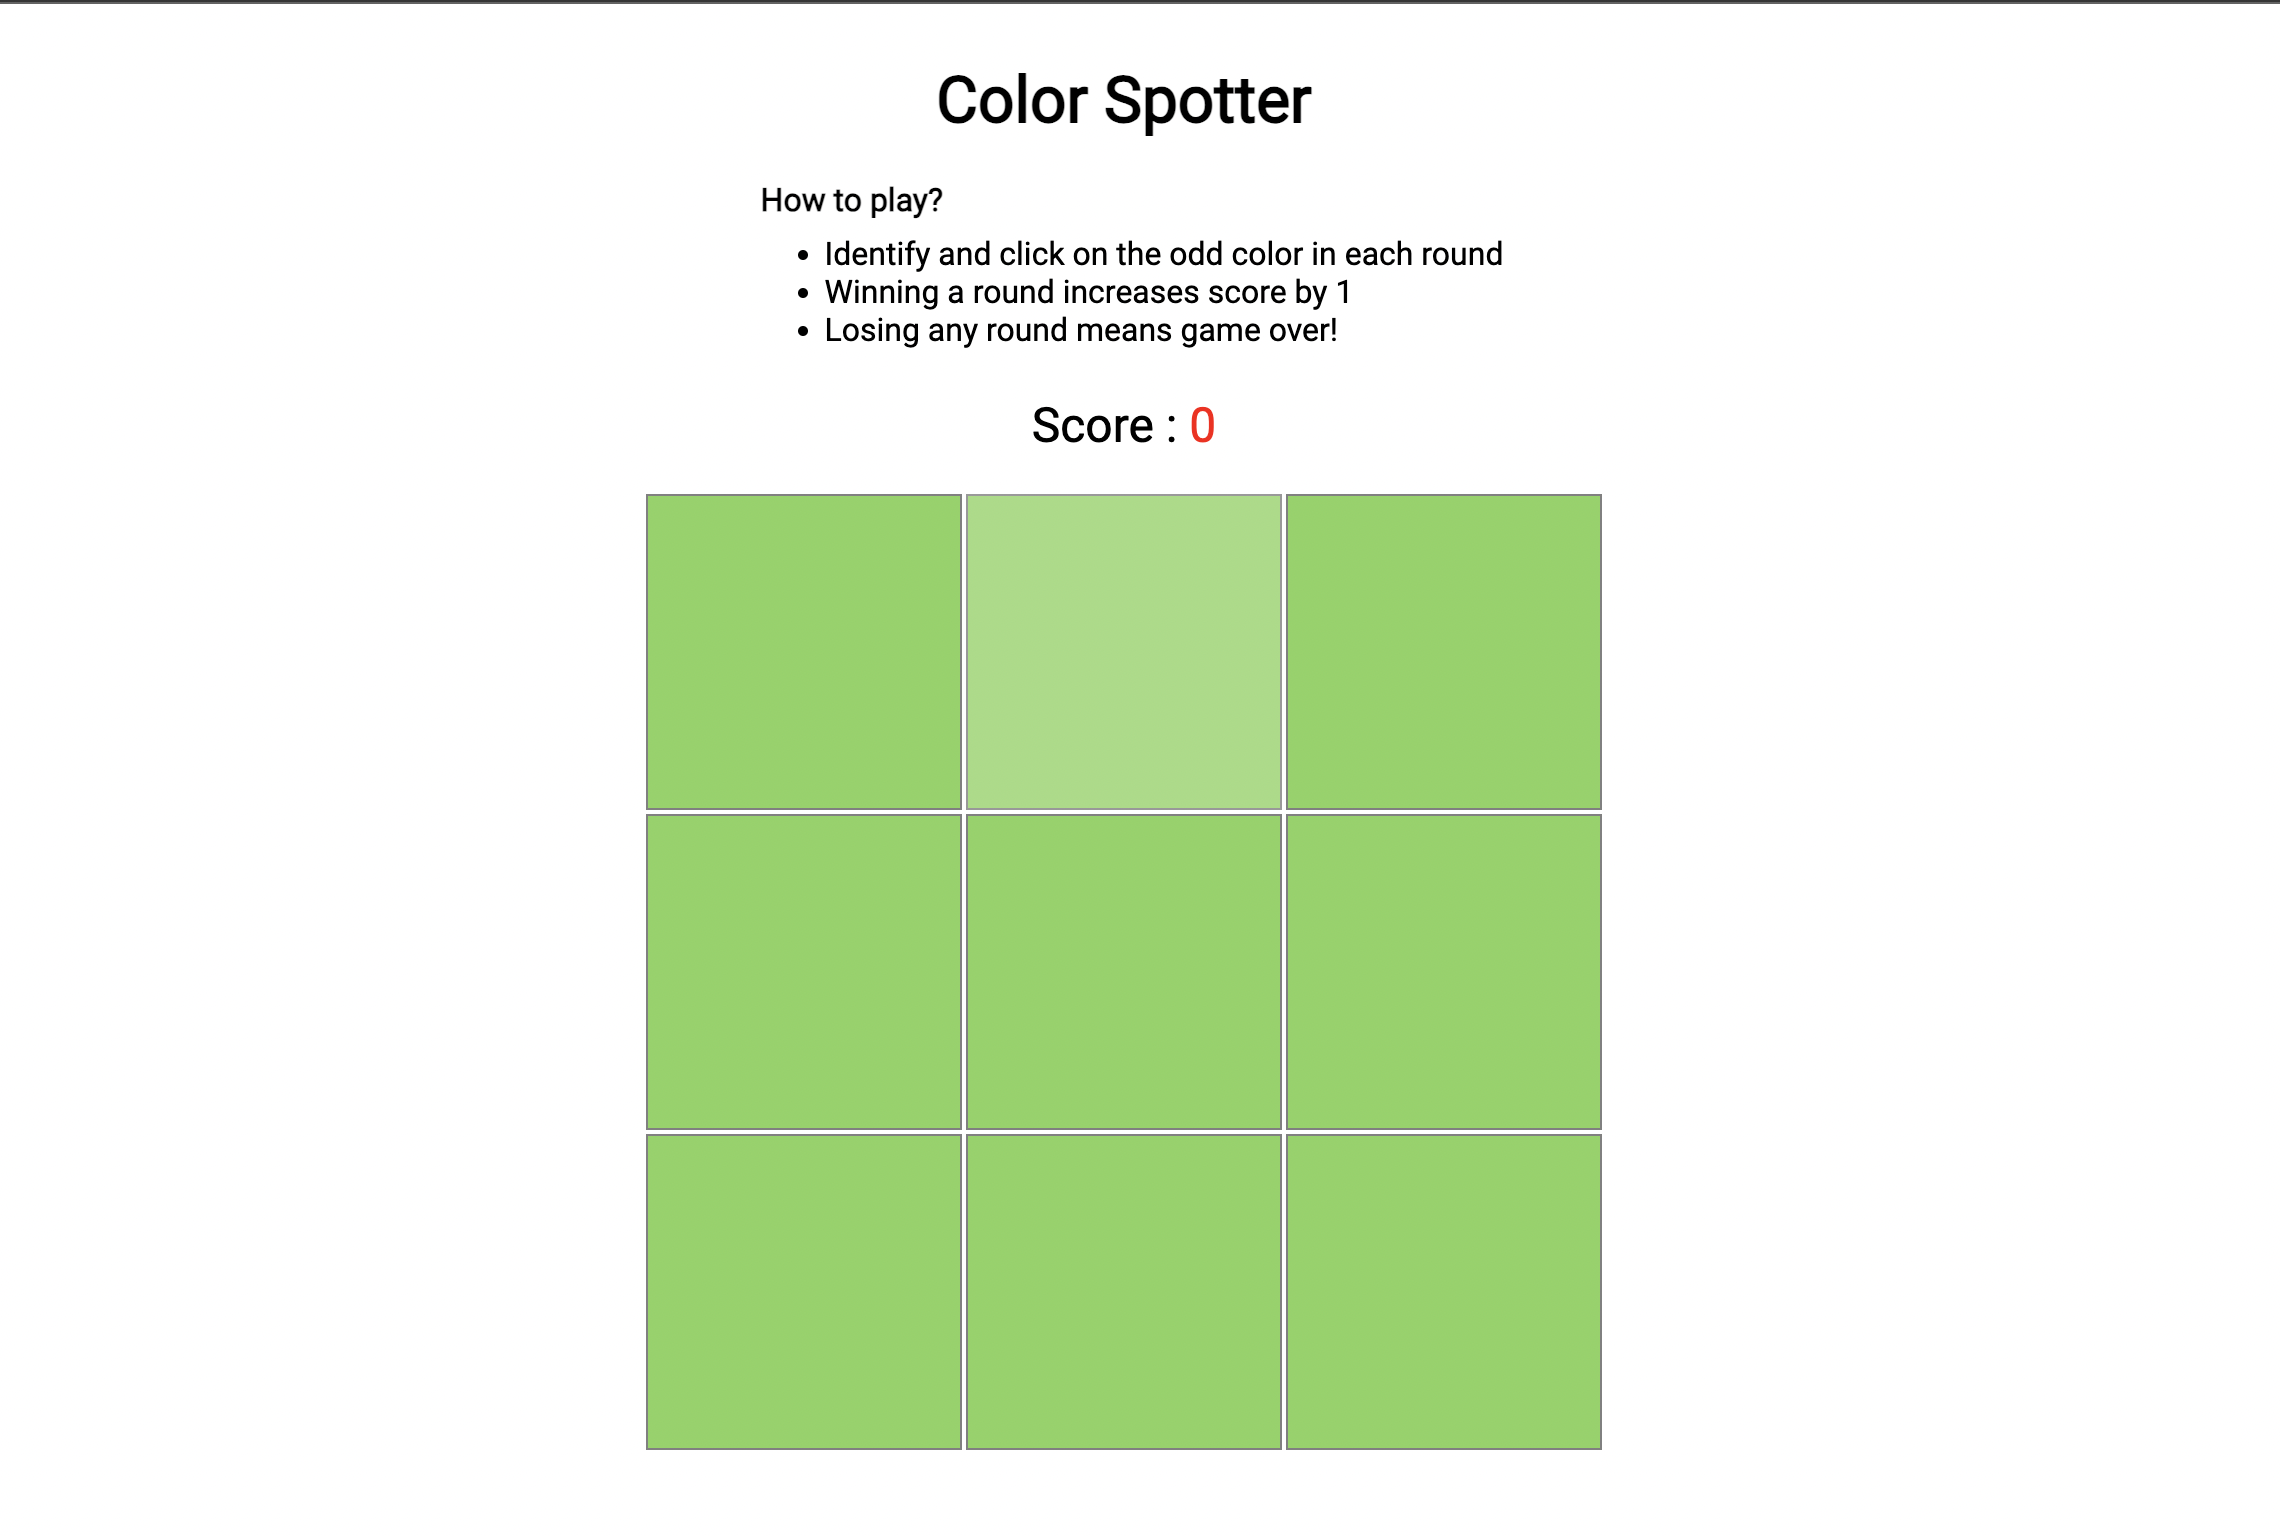 Color Spotter
How to play?
• Identify and click on the odd color in each round
• Winning a round increases score by 1
• Losing any round means game over!
Score : 0